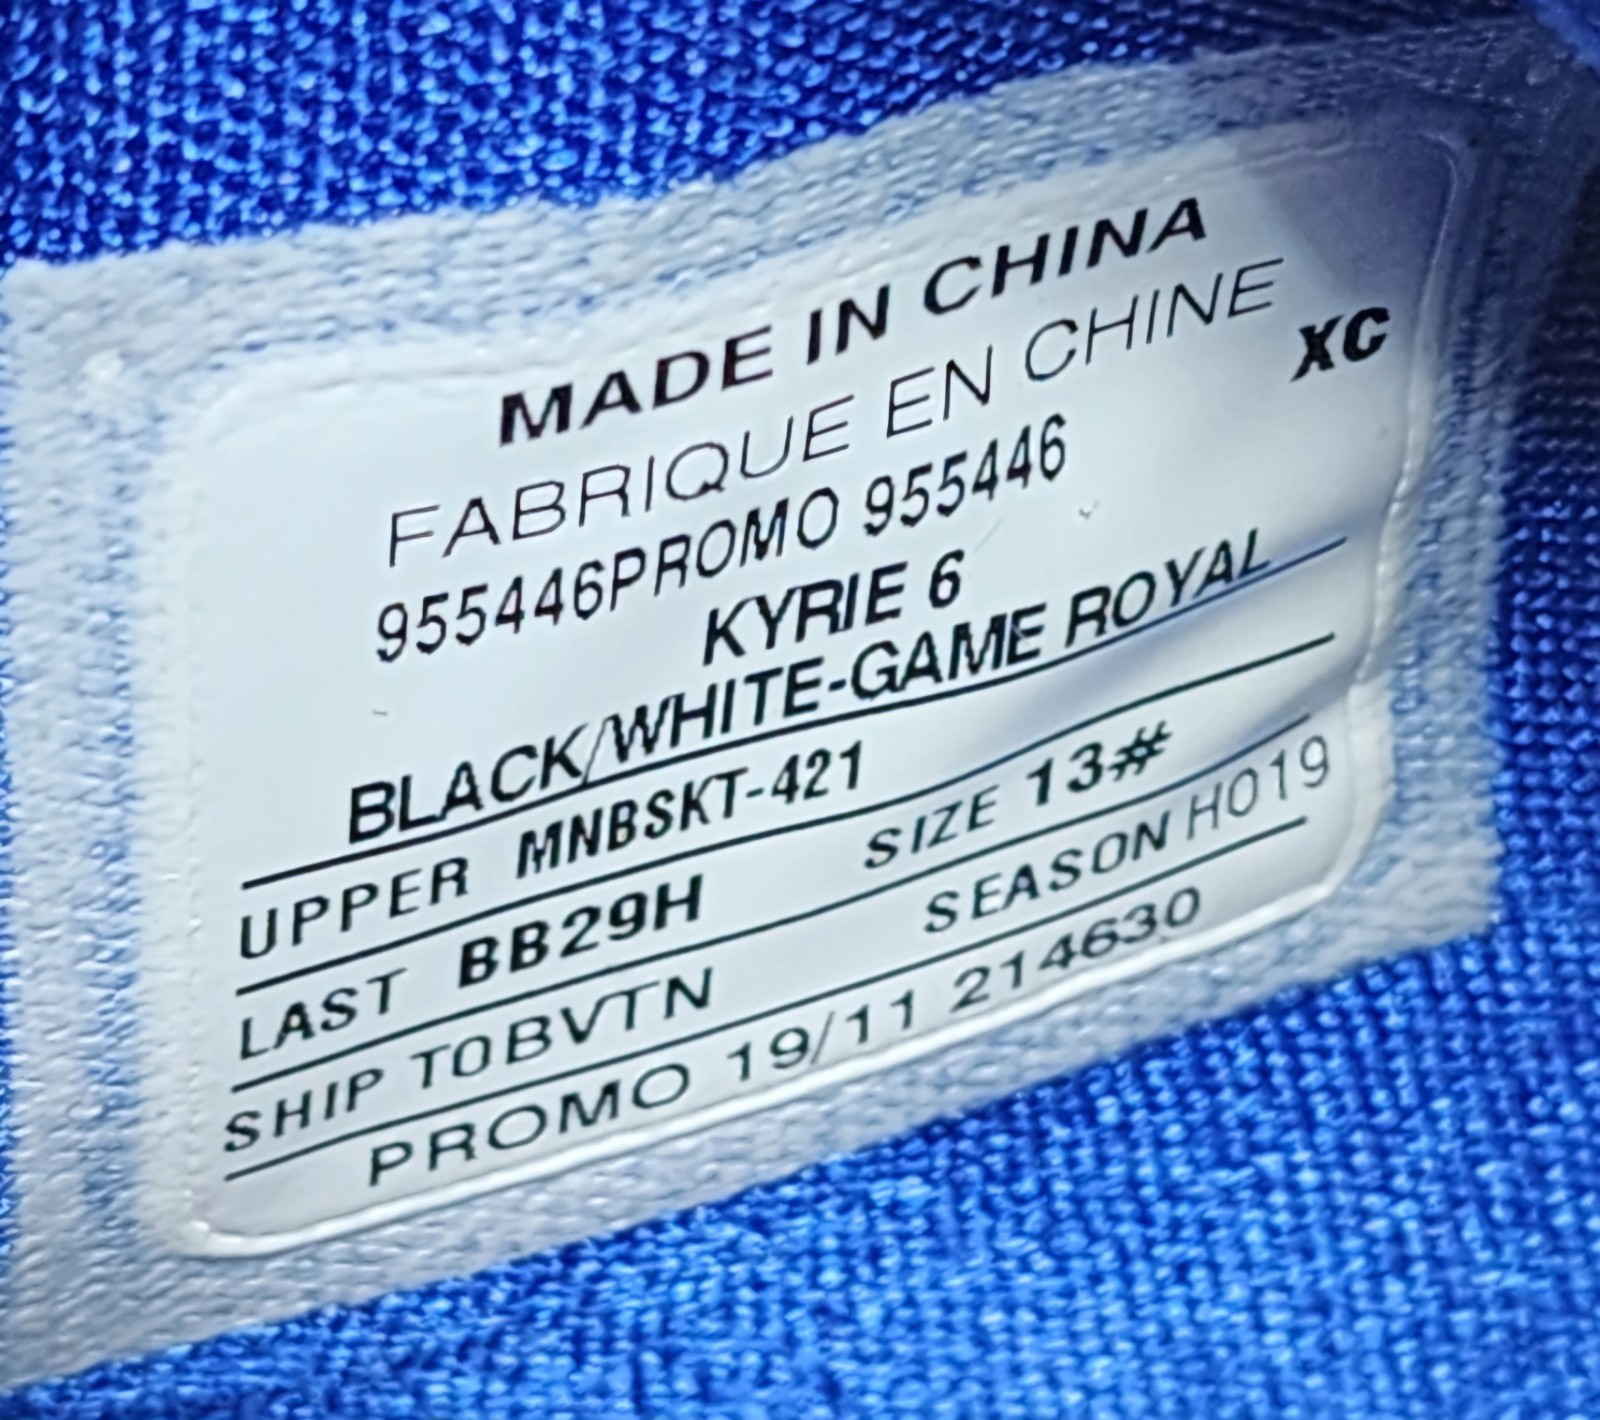 MADE IN CHINA
FABRIQUE EN CHINE
XC
955446PROMO 955446
KYRIE 6
BLACK/WHITE-GAME ROYAL
UPPER MNBSKT-421
LAST BB29H SIZE 13#
SHIP TOBVTN SEASON HO19
PROMO 19/11 214630